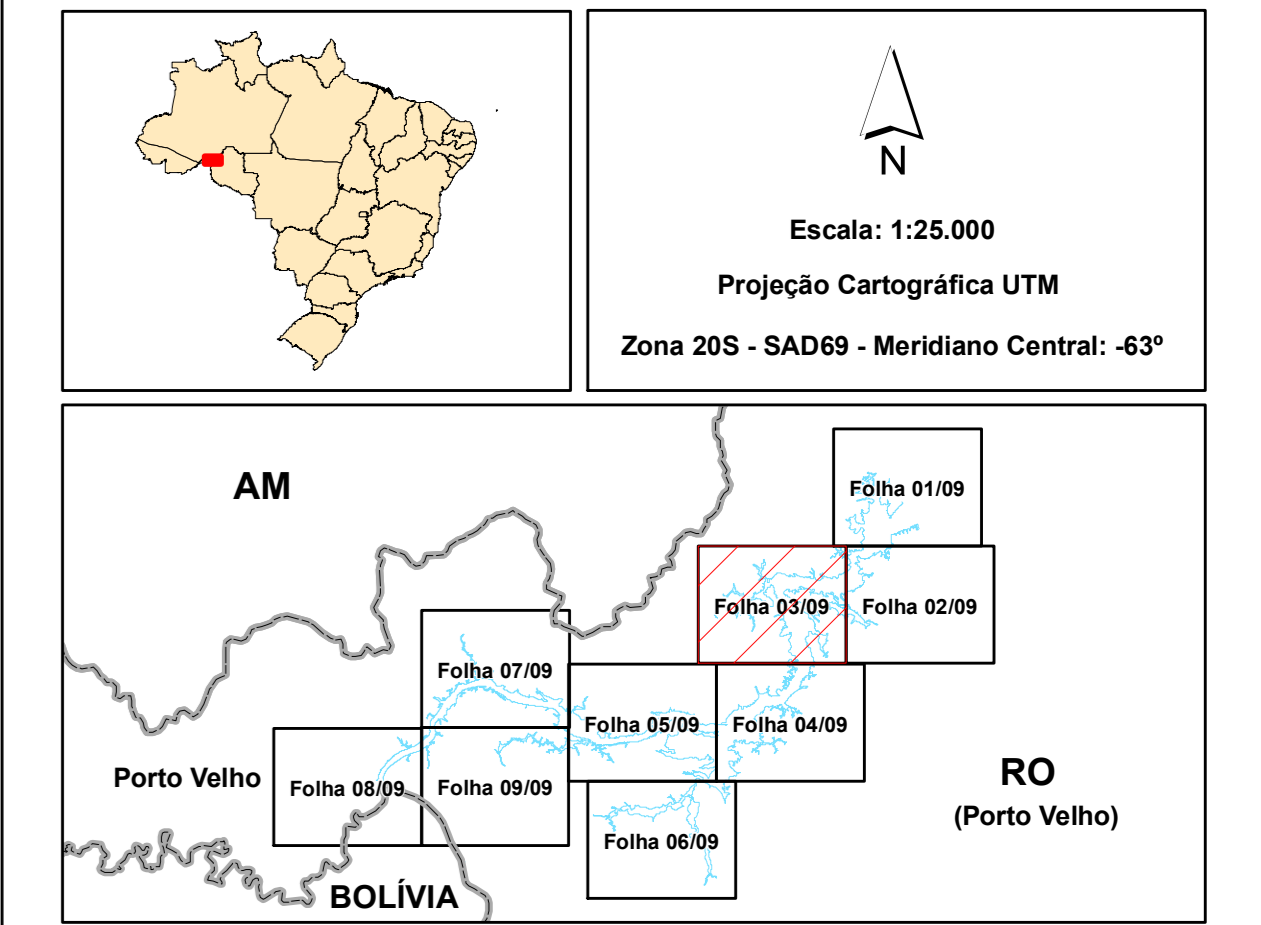 N
Escala: 1:25.000
Projeção Cartográfica UTM
Zona 20S - SAD69 - Meridiano Central: -63º
AM
Folha 01/09
Folha 03/09
Folha 02/09
Folha 07/09
Folha 05/09
Folha 04/09
Porto Velho
Folha 08/09
Folha 09/09
RO
(Porto Velho)
Folha 06/09
BOLÍVIA